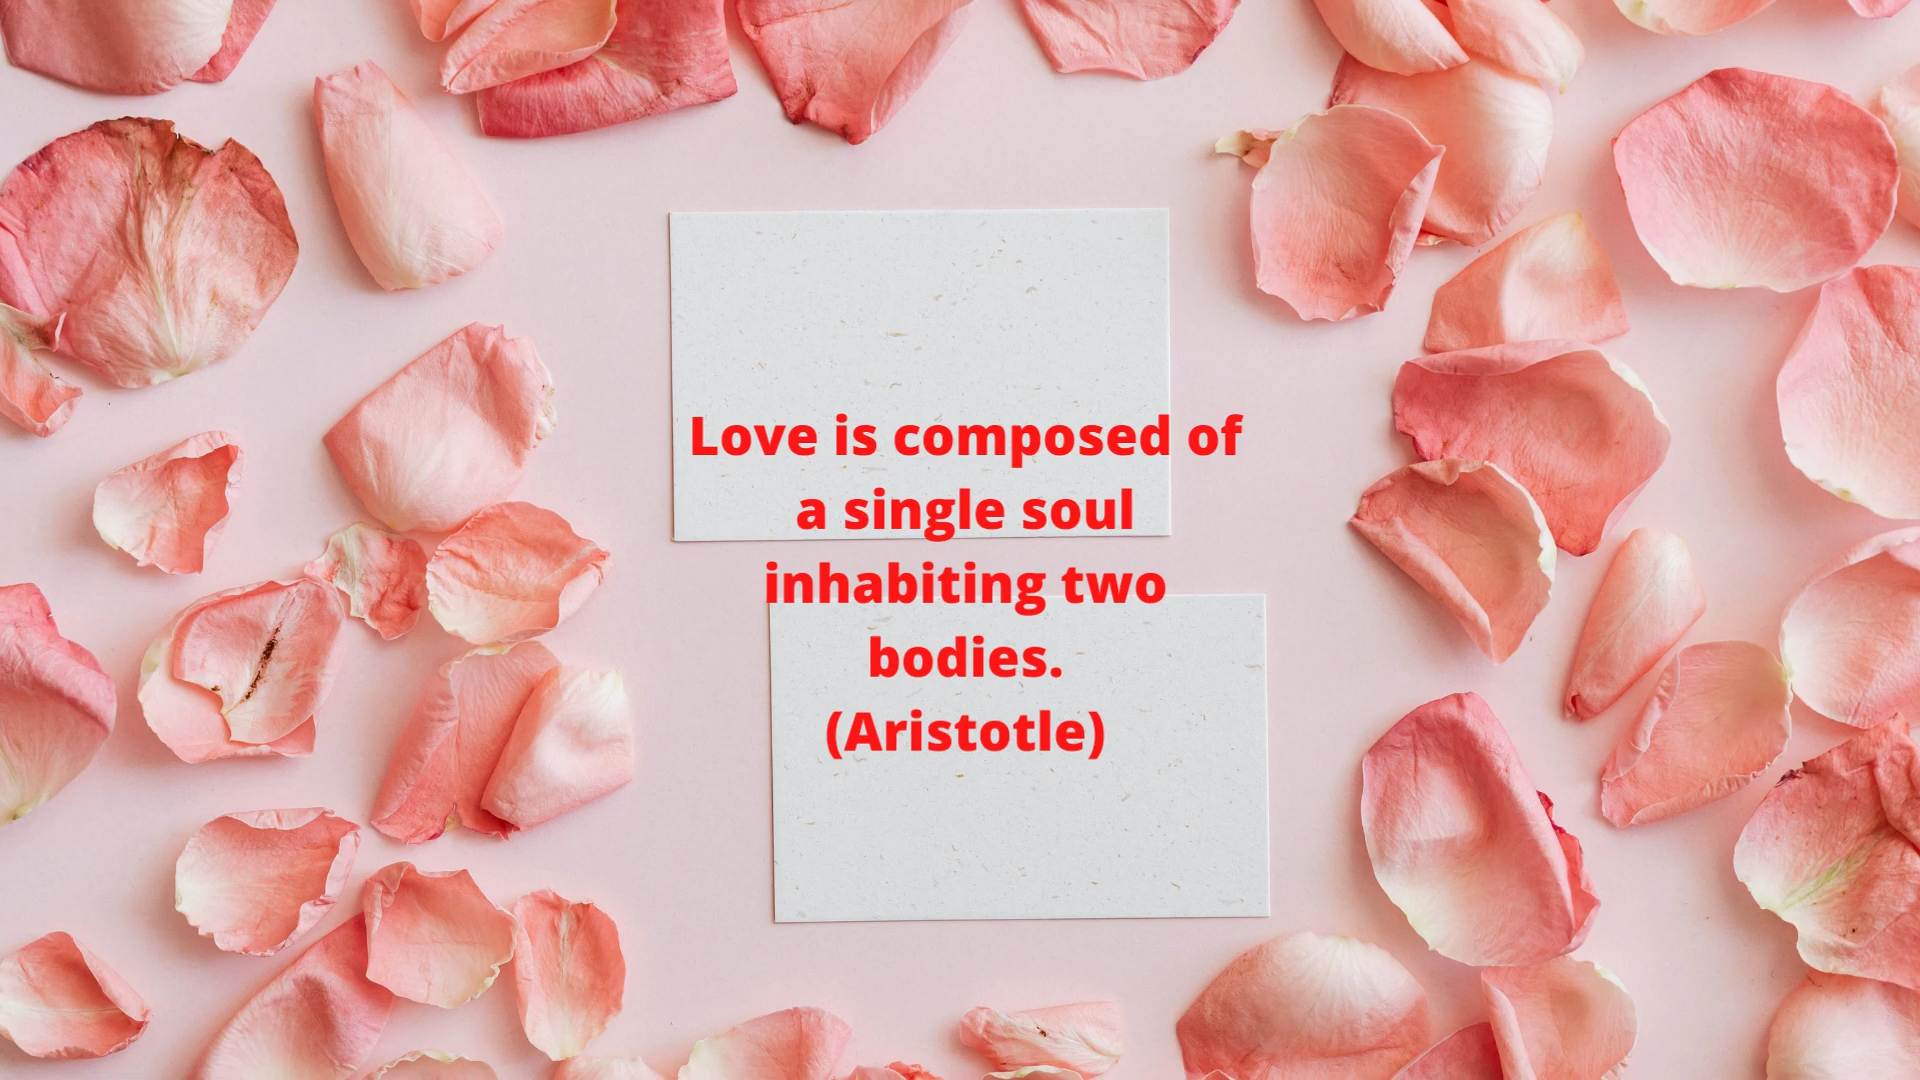 Love is composed of
a single soul
inhabiting two
bodies.
(Aristotle)